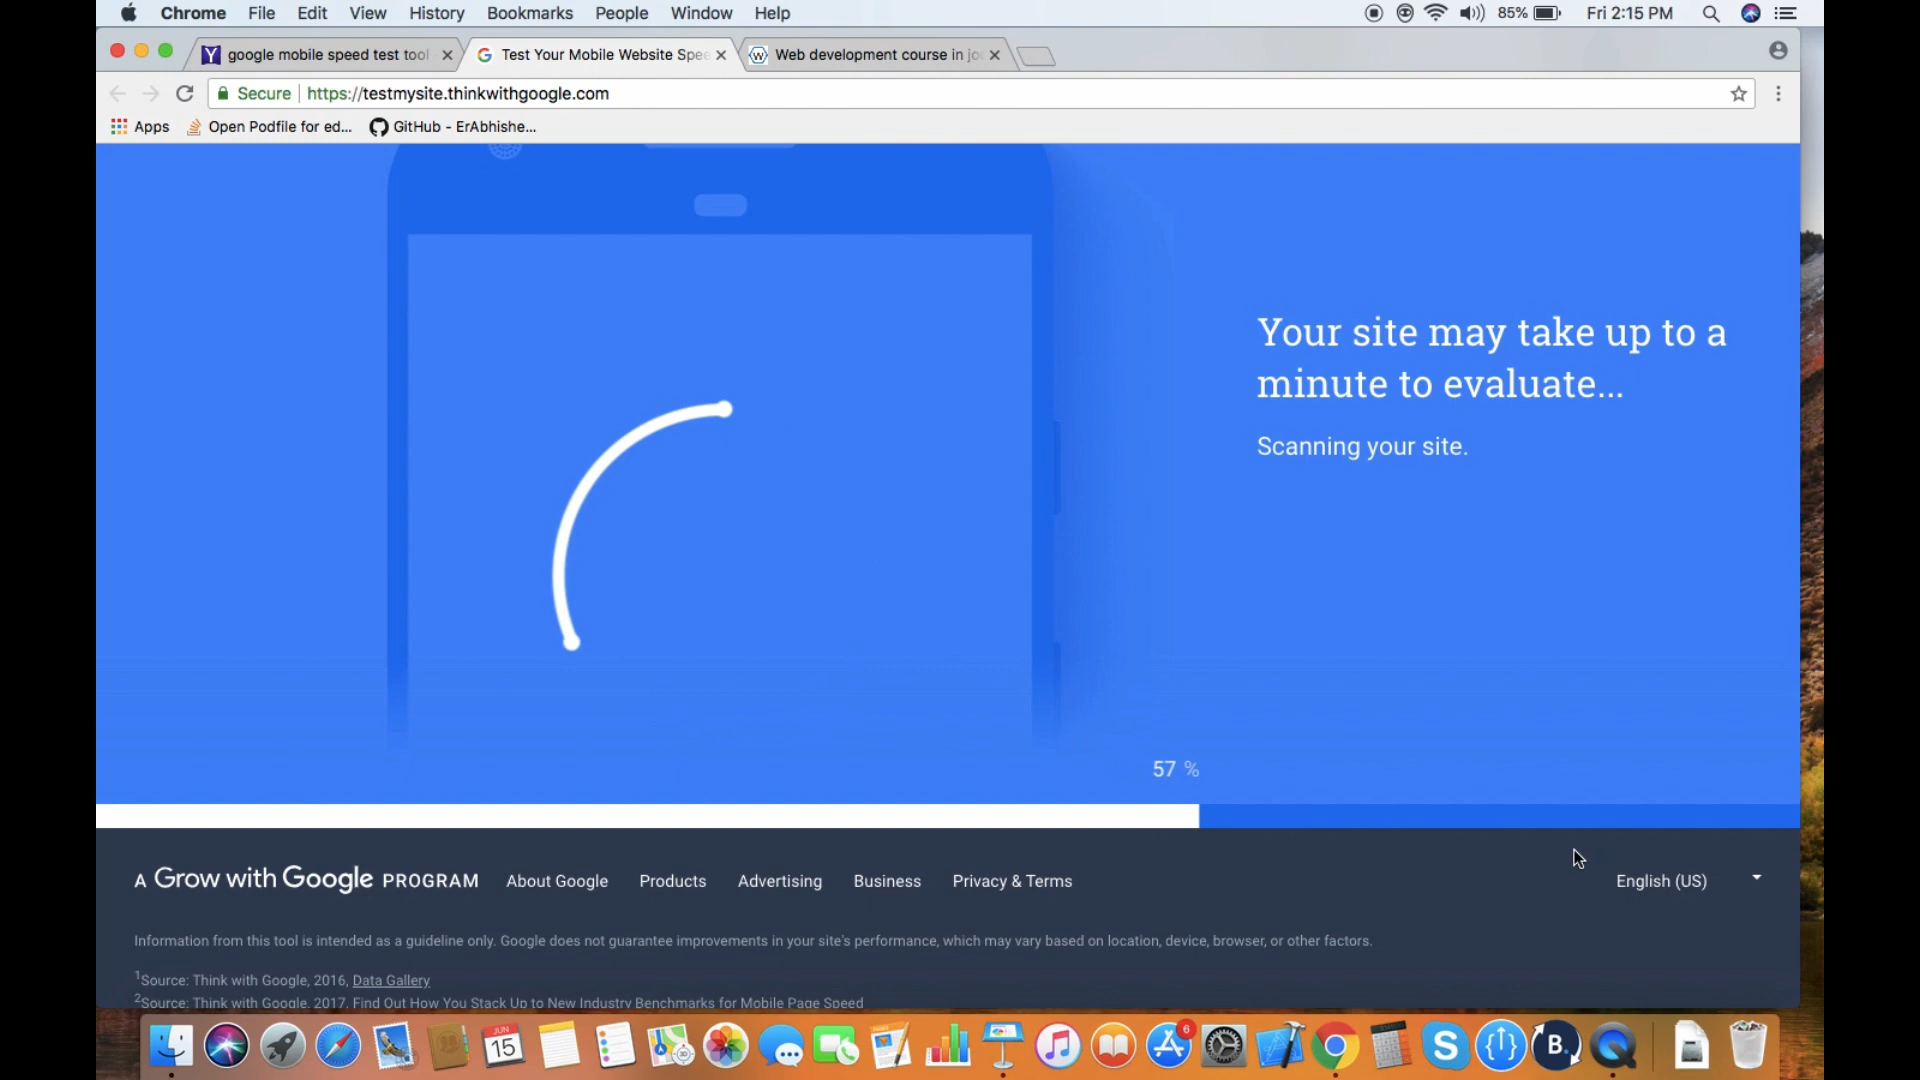 Chrome File Edit View History Bookmarks People Window Help 85% Fri 2:15 PM
google mobile speed test tool
Test Your Mobile Website Spee
Web development course in jo
Secure https://testmysite.thinkwithgoogle.com
Apps Open Podfile for ed... GitHub - ErAbhishe...
Your site may take up to a
minute to evaluate...
Scanning your site.
57 %
A Grow with Google PROGRAM About Google Products Advertising Business Privacy & Terms English (US)
Information from this tool is intended as a guideline only. Google does not guarantee improvements in your site's performance, which may vary based on location, device, browser, or other factors.
1Source: Think with Google, 2016, Data Gallery
2Source: Think with Google, 2017, Find Out How You Stack Up to New Industry Benchmarks for Mobile Page Speed
JUN
15
6
S
B.